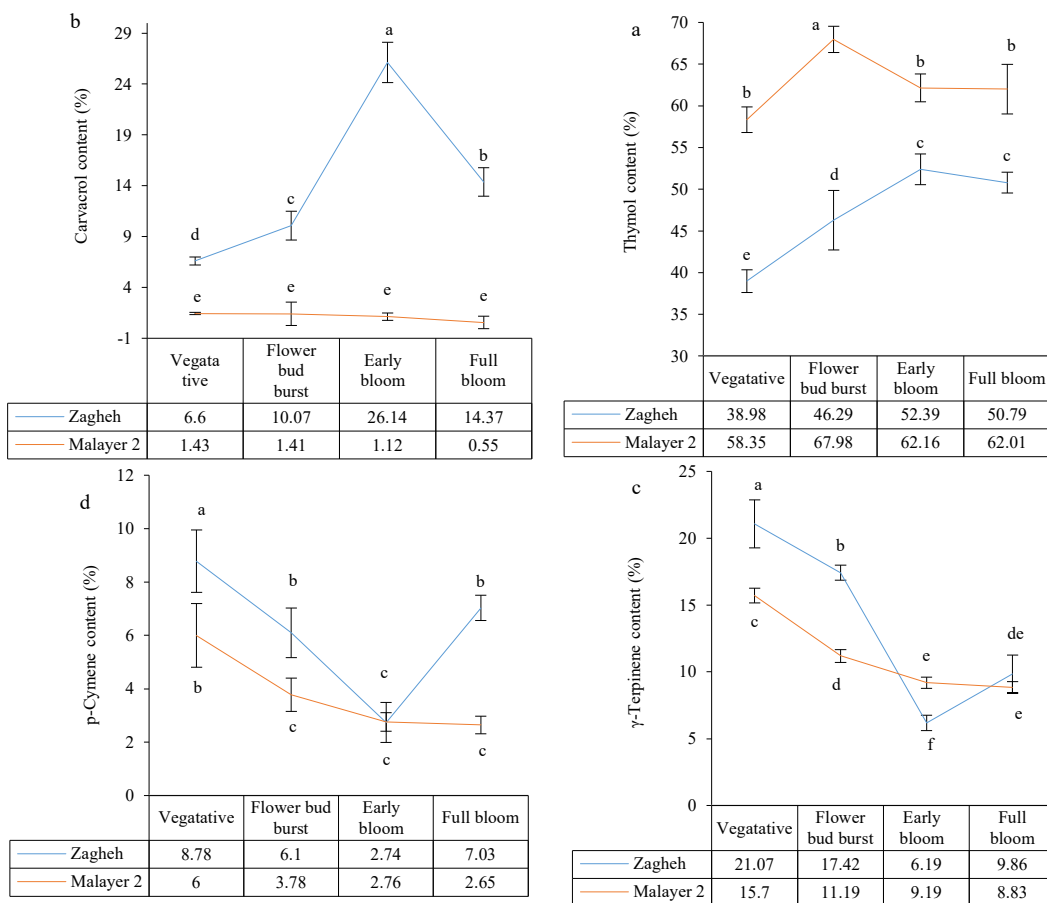 b
Carvacrol content (%)
29
24
19
14
9
4
-1
d
c
a
b
e
e
e
e
Vegata
tive
Flower
bud
burst
Early
bloom
Full
bloom
Zagheh 6.6 10.07 26.14 14.37
Malayer 2 1.43 1.41 1.12 0.55
a
Thymol content (%)
70
65
60
55
50
45
40
35
30
b
a
b
b
e
d
c
c
Vegatative
Flower
bud burst
Early
bloom
Full bloom
Zagheh 38.98 46.29 52.39 50.79
Malayer 2 58.35 67.98 62.16 62.01
d
p-Cymene content (%)
12
10
8
6
4
2
0
a
b
c
b
b
c
c
c
Vegatative
Flower bud
burst
Early
bloom
Full bloom
Zagheh 8.78 6.1 2.74 7.03
Malayer 2 6 3.78 2.76 2.65
c
γ-Terpinene content (%)
25
20
15
10
5
0
a
b
e
de
c
d
f
e
Vegatative
Flower
bud burst
Early
bloom
Full
bloom
Zagheh 21.07 17.42 6.19 9.86
Malayer 2 15.7 11.19 9.19 8.83